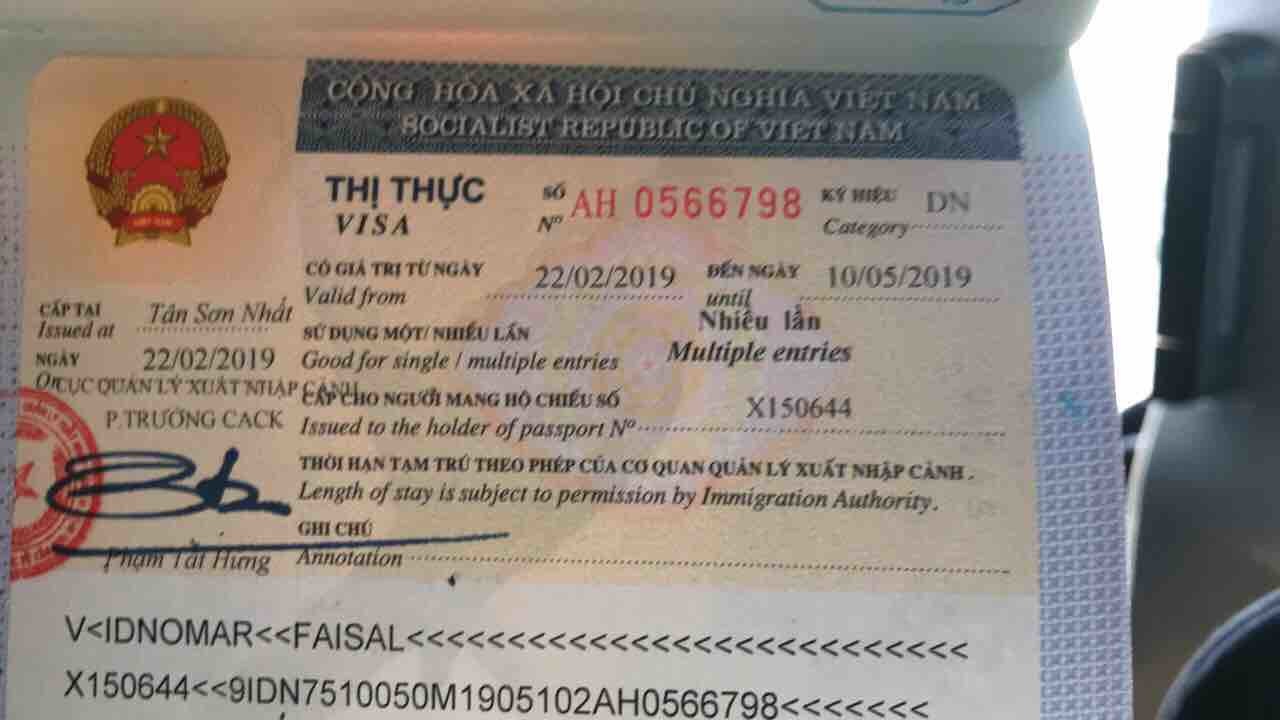 CỘNG HÒA XÃ HỘI CHỦ NGHĨA VIỆT NAM
SOCIALIST REPUBLIC OF VIET NAM
THỊ THỰC
VISA
SỐ
Nº
AH 0566798
KÝ HIỆU
Category
DN
CÓ GIÁ TRỊ TỪ NGÀY
Valid from
22/02/2019
ĐẾN NGÀY
until
10/05/2019
CẤP TẠI
Issued at
Tân Sơn Nhất
SỬ DỤNG MỘT/ NHIỀU LẦN
Good for single / multiple entries
Nhiều lần
Multiple entries
NGÀY
On
22/02/2019
CỤC QUẢN LÝ XUẤT NHẬP CẢNH
P.TRƯỞNG CACK
CẤP CHO NGƯỜI MANG HỘ CHIẾU SỐ
Issued to the holder of passport Nº
X150644
THỜI HẠN TẠM TRÚ THEO PHÉP CỦA CƠ QUAN QUẢN LÝ XUẤT NHẬP CẢNH .
Length of stay is subject to permission by Immigration Authority.
GHI CHÚ
Annotation
Phạm Tài Hưng
V<IDNOMAR<<FAISAL<<<<<<<<<<<<<<<<<<<<<<<<<<<
X150644<<9IDN7510050M1905102AH0566798<<<<<<<